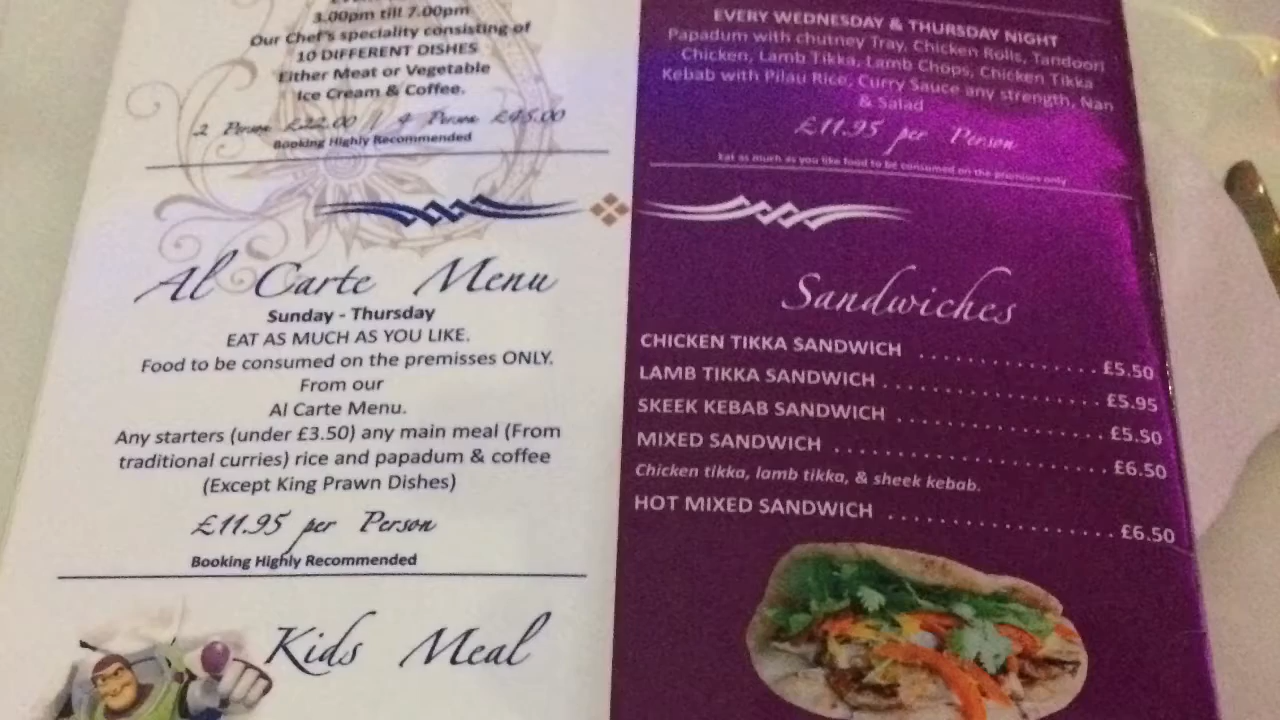 3.00pm till 7.00pm
Our Chef's speciality consisting of
10 DIFFERENT DISHES
Either Meat or Vegetable
Ice Cream & Coffee.
2 Person £22.00 / 4 Person £45.00
Booking Highly Recommended
Al Carte Menu
Sunday - Thursday
EAT AS MUCH AS YOU LIKE.
Food to be consumed on the premisses ONLY.
From our
Al Carte Menu.
Any starters (under £3.50) any main meal (From
traditional curries) rice and papadum & coffee
(Except King Prawn Dishes)
£11.95 per Person
Booking Highly Recommended
Kids Meal
EVERY WEDNESDAY & THURSDAY NIGHT
Papadum with chutney Tray, Chicken Rolls, Tandoori
Chicken, Lamb Tikka, Lamb Chops, Chicken Tikka
Kebab with Pilau Rice, Curry Sauce any strength, Nan
& Salad
£11.95 per Person
Eat as much as you like food to be consumed on the premises only
Sandwiches
CHICKEN TIKKA SANDWICH ........................ £5.50
LAMB TIKKA SANDWICH ........................ £5.95
SKEEK KEBAB SANDWICH ........................ £5.50
MIXED SANDWICH ........................ £6.50
Chicken tikka, lamb tikka, & sheek kebab.
HOT MIXED SANDWICH ........................ £6.50